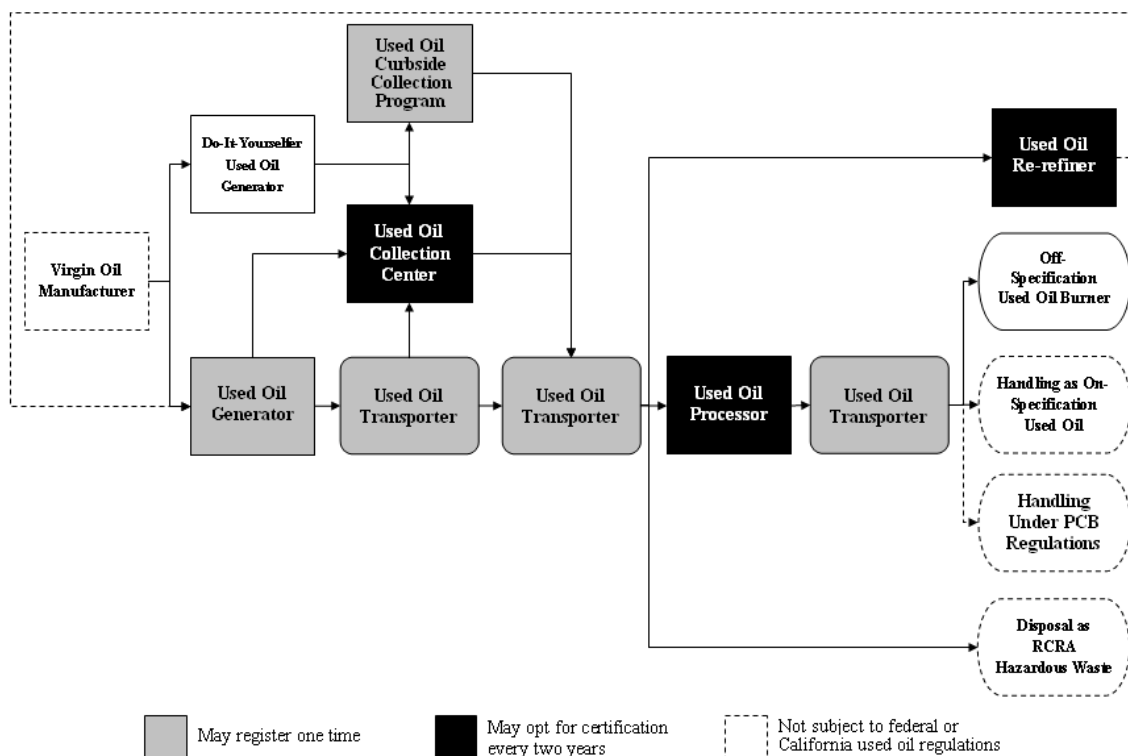 Used Oil
Curbside
Collection
Program
Do-It-Yourselfer
Used Oil
Generator
Used Oil
Re-refiner
Used Oil
Collection
Center
Virgin Oil
Manufacturer
Off-
Specification
Used Oil Burner
Used Oil
Generator
Used Oil
Transporter
Used Oil
Transporter
Used Oil
Processor
Used Oil
Transporter
Handling as On-
Specification
Used Oil
Handling
Under PCB
Regulations
Disposal as
RCRA
Hazardous Waste
May register one time
May opt for certification
every two years
Not subject to federal or
California used oil regulations